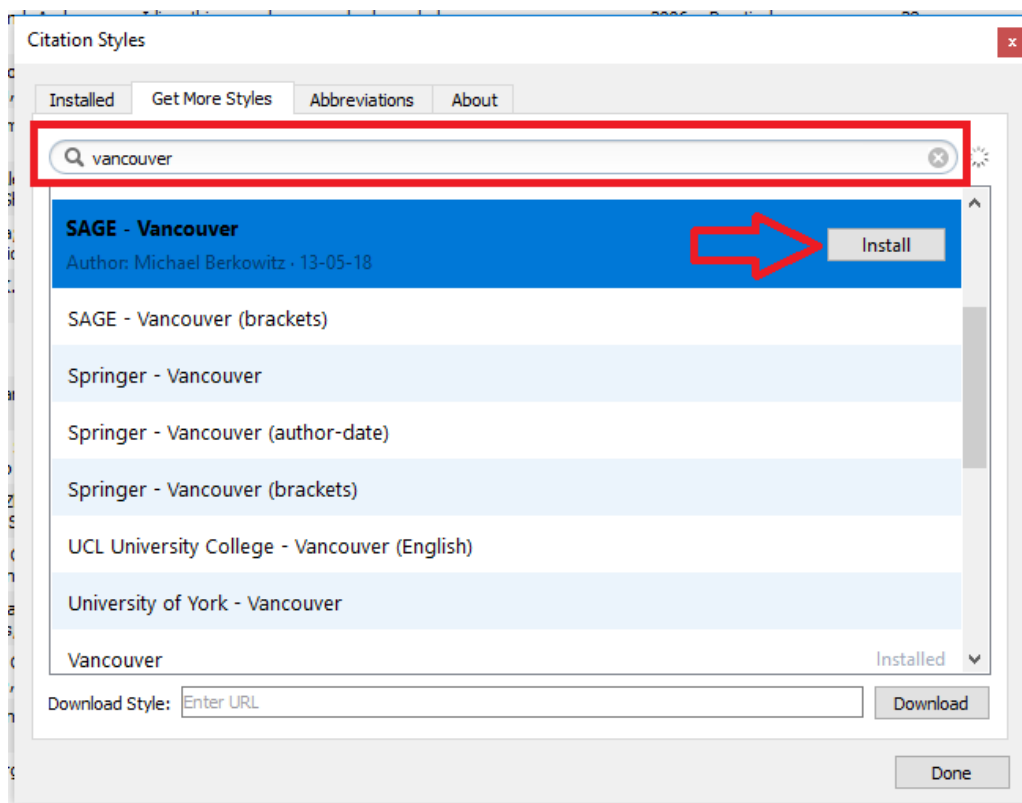 Citation Styles
x
Installed Get More Styles Abbreviations About
vancouver
SAGE - Vancouver
Author: Michael Berkowitz · 13-05-18
Install
SAGE - Vancouver (brackets)
Springer - Vancouver
Springer - Vancouver (author-date)
Springer - Vancouver (brackets)
UCL University College - Vancouver (English)
University of York - Vancouver
Vancouver Installed
Download Style: Enter URL Download
Done